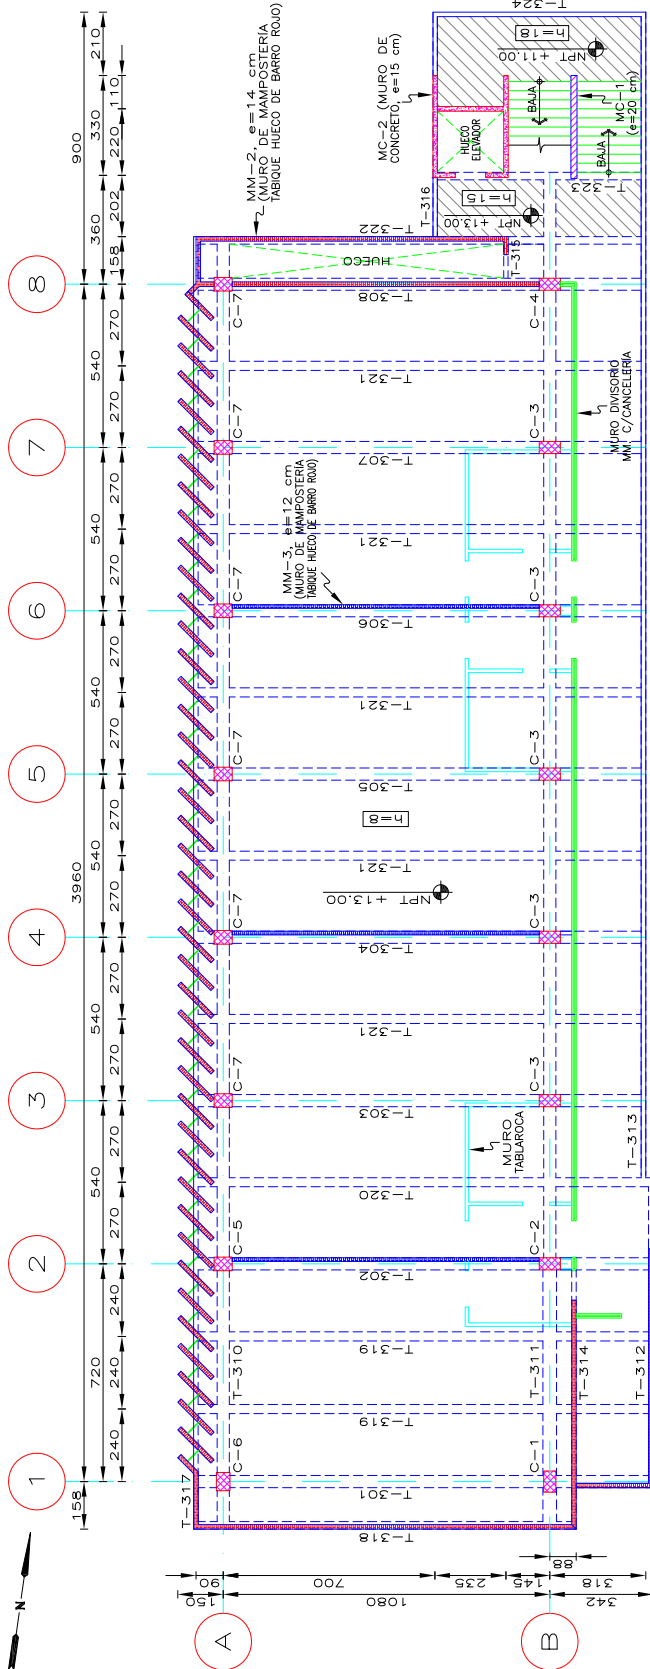 T-324
900
210
330
110
220
360
202
158
MM-2, e=14 cm
(MURO DE MAMPOSTERÍA
TABIQUE HUECO DE BARRO ROJO)
MC-2 (MURO DE
CONCRETO, e=15 cm)
h=18
NPT +11.00
BAJA
MC-1
(e=20 cm)
BAJA
HUECO
ELEVADOR
T-323
T-316
h=15
NPT +13.00
T-322
T-315
HUECO
8
C-7
T-308
C-4
3960
540
270
270
T-321
MURO DIVISORIO
MM. C/CANCELERÍA
7
C-7
T-307
C-3
540
270
270
T-321
MM-3, e=12 cm
(MURO DE MAMPOSTERÍA
TABIQUE HUECO DE BARRO ROJO)
6
C-7
T-306
C-3
540
270
270
T-321
5
C-7
T-305
C-3
540
270
270
h=8
T-321
NPT +13.00
4
C-7
T-304
C-3
540
270
270
T-321
3
C-7
T-303
C-3
540
270
270
T-313
MURO
TABLAROCA
T-320
2
C-5
T-302
C-2
720
240
240
240
T-310
T-319
T-311
T-314
T-312
T-319
1
C-6
T-301
C-1
158
T-317
T-318
N
88
90
700
235
145
318
150
1080
342
A
B